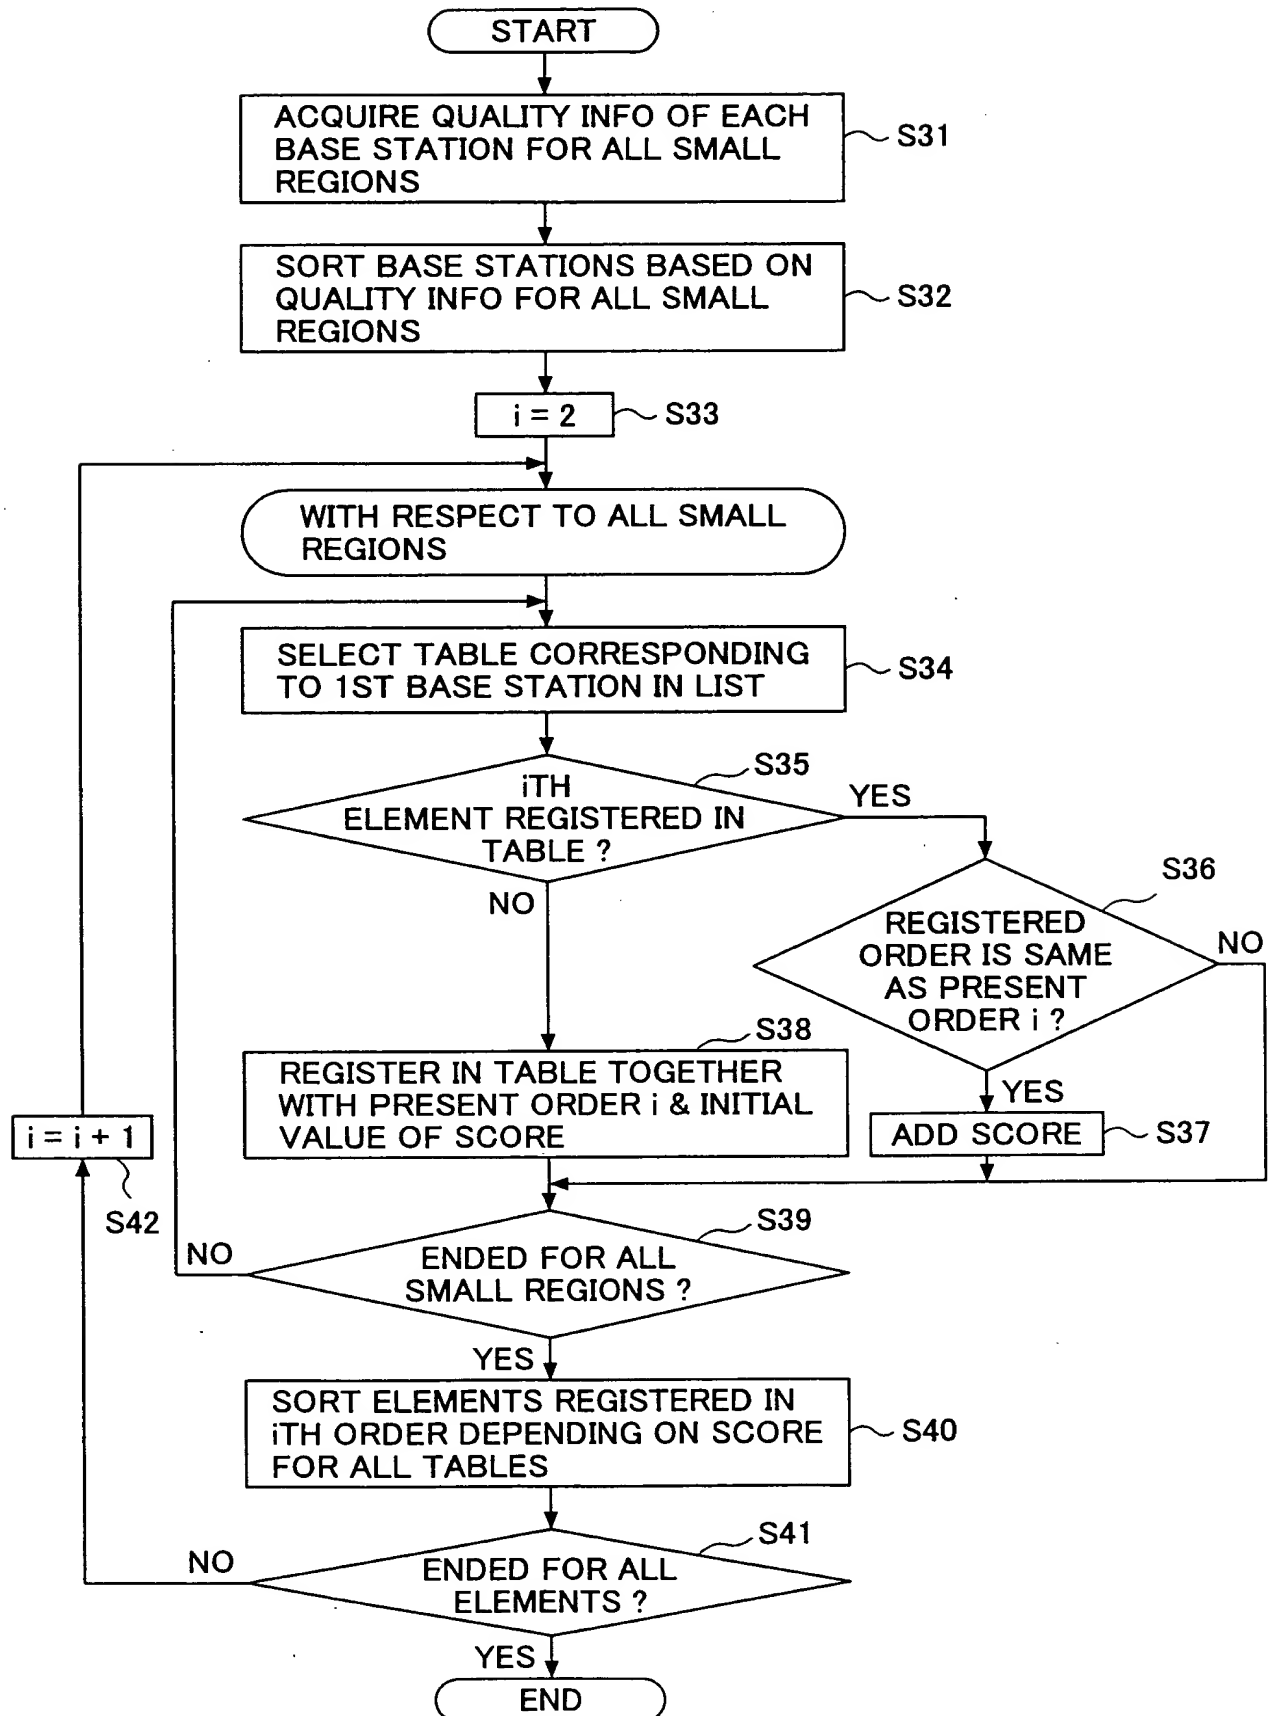 START
ACQUIRE QUALITY INFO OF EACH
BASE STATION FOR ALL SMALL
REGIONS
S31
SORT BASE STATIONS BASED ON
QUALITY INFO FOR ALL SMALL
REGIONS
S32
i = 2
S33
WITH RESPECT TO ALL SMALL
REGIONS
SELECT TABLE CORRESPONDING
TO 1ST BASE STATION IN LIST
S34
S35
iTH
ELEMENT REGISTERED IN
TABLE ?
YES
NO
S36
REGISTERED
ORDER IS SAME
AS PRESENT
ORDER i ?
NO
YES
S38
REGISTER IN TABLE TOGETHER
WITH PRESENT ORDER i & INITIAL
VALUE OF SCORE
ADD SCORE
S37
i = i + 1
S42
S39
ENDED FOR ALL
SMALL REGIONS ?
NO
YES
SORT ELEMENTS REGISTERED IN
iTH ORDER DEPENDING ON SCORE
FOR ALL TABLES
S40
S41
ENDED FOR ALL
ELEMENTS ?
NO
YES
END